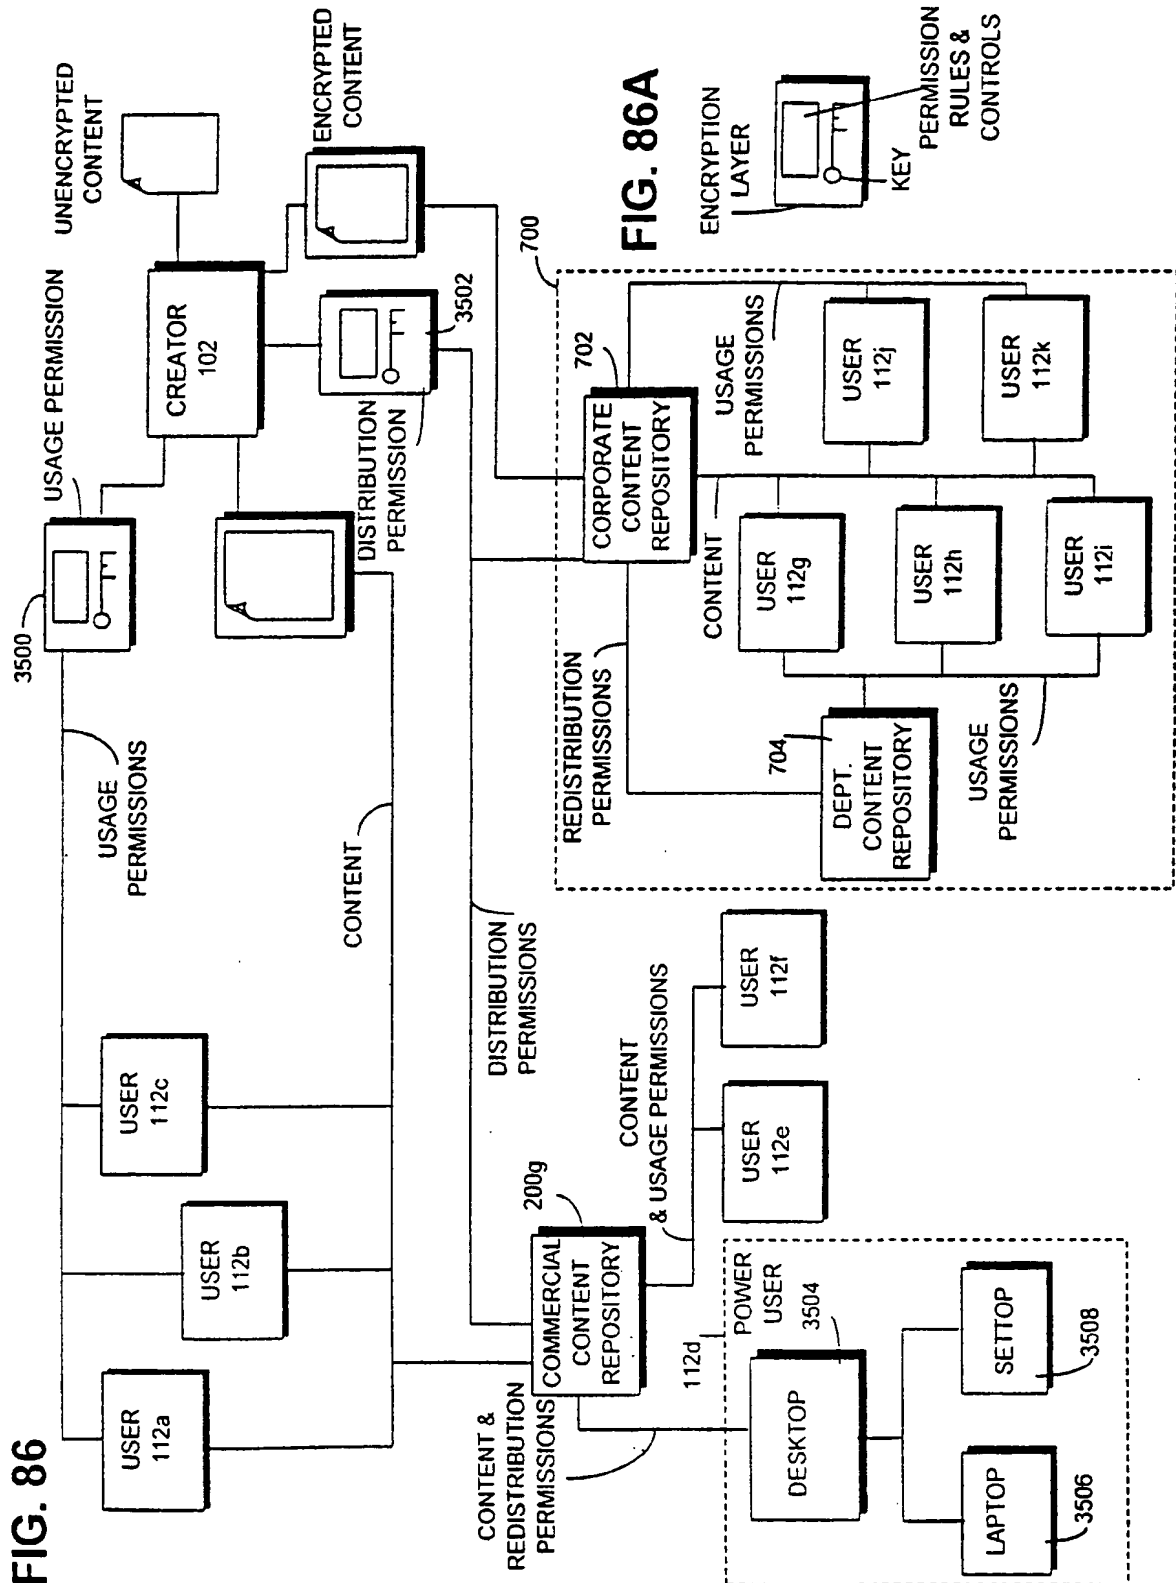 FIG. 86
USER
112a
USER
112b
USER
112c
USAGE
PERMISSIONS
3500
USAGE PERMISSION
CREATOR
102
UNENCRYPTED
CONTENT
CONTENT
DISTRIBUTION
PERMISSION
3502
ENCRYPTED
CONTENT
CONTENT &
REDISTRIBUTION
PERMISSIONS
COMMERCIAL
CONTENT
REPOSITORY
200g
DISTRIBUTION
PERMISSIONS
CONTENT
& USAGE PERMISSIONS
USER
112e
USER
112f
112d
POWER
USER
3504
DESKTOP
LAPTOP
3506
SETTOP
3508
700
CORPORATE
CONTENT
REPOSITORY
702
REDISTRIBUTION
PERMISSIONS
704
DEPT.
CONTENT
REPOSITORY
CONTENT
USAGE
PERMISSIONS
USER
112g
USER
112h
USER
112i
USAGE
PERMISSIONS
USER
112j
USER
112k
FIG. 86A
ENCRYPTION
LAYER
KEY
PERMISSION
RULES &
CONTROLS